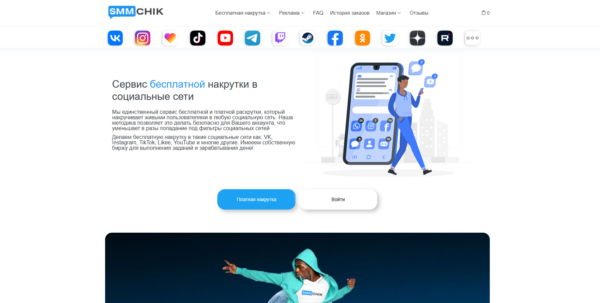 SMMCHIK
Бесплатная накрутка Реклама FAQ История заказов Магазин Отзывы 0
Сервис бесплатной накрутки в
социальные сети
Мы единственный сервис бесплатной и платной раскрутки, который
накручивает живыми пользователями в любую социальную сеть. Наша
методика позволяет это делать безопасно для Вашего аккаунта, что
уменьшает в разы попадание под фильтры социальных сетей
Делаем бесплатную накрутку в такие социальные сети как: VK,
Instagram, TikTok, Likee, YouTube и многие другие. Имеем собственную
биржу для выполнения заданий и зарабатывания денег
Платная накрутка Войти
SMMCHIK